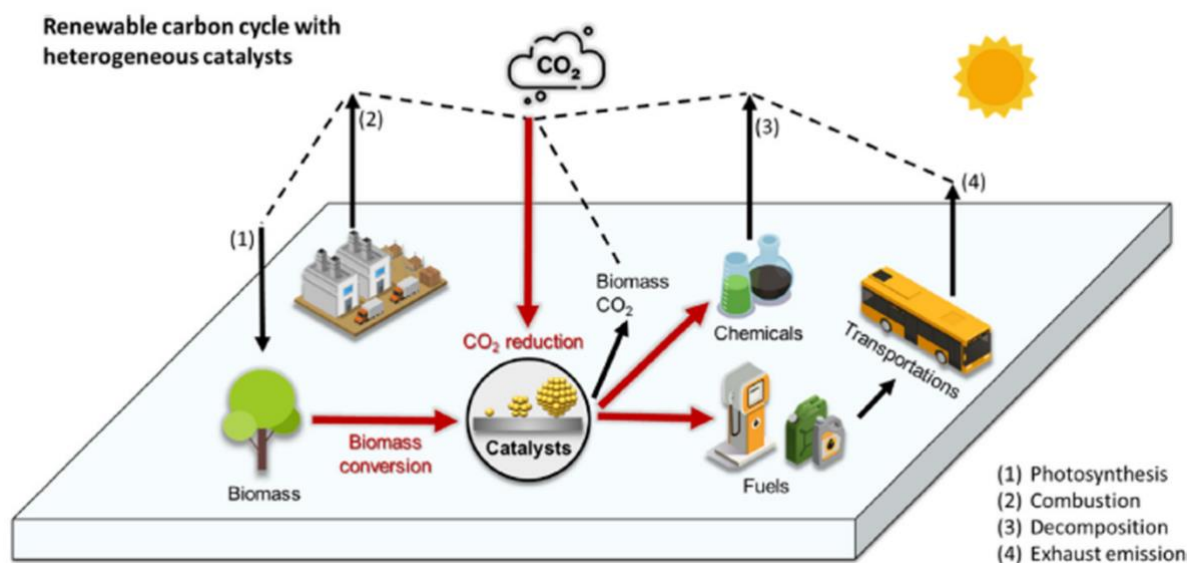 Renewable carbon cycle with
heterogeneous catalysts
CO₂
(1)
(2)
(3)
(4)
Biomass
CO₂
CO₂ reduction
Chemicals
Transportations
Catalysts
Biomass
conversion
Biomass
Fuels
(1) Photosynthesis
(2) Combustion
(3) Decomposition
(4) Exhaust emission